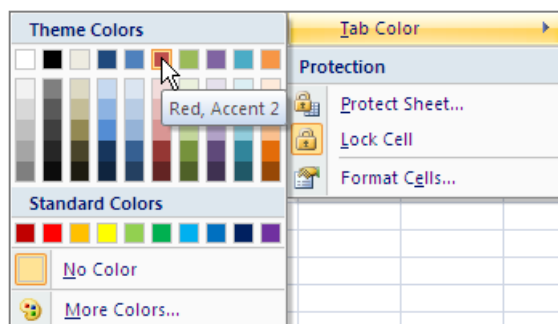 Theme Colors
Red, Accent 2
Standard Colors
No Color
More Colors...
Tab Color
Protection
Protect Sheet...
Lock Cell
Format Cells...